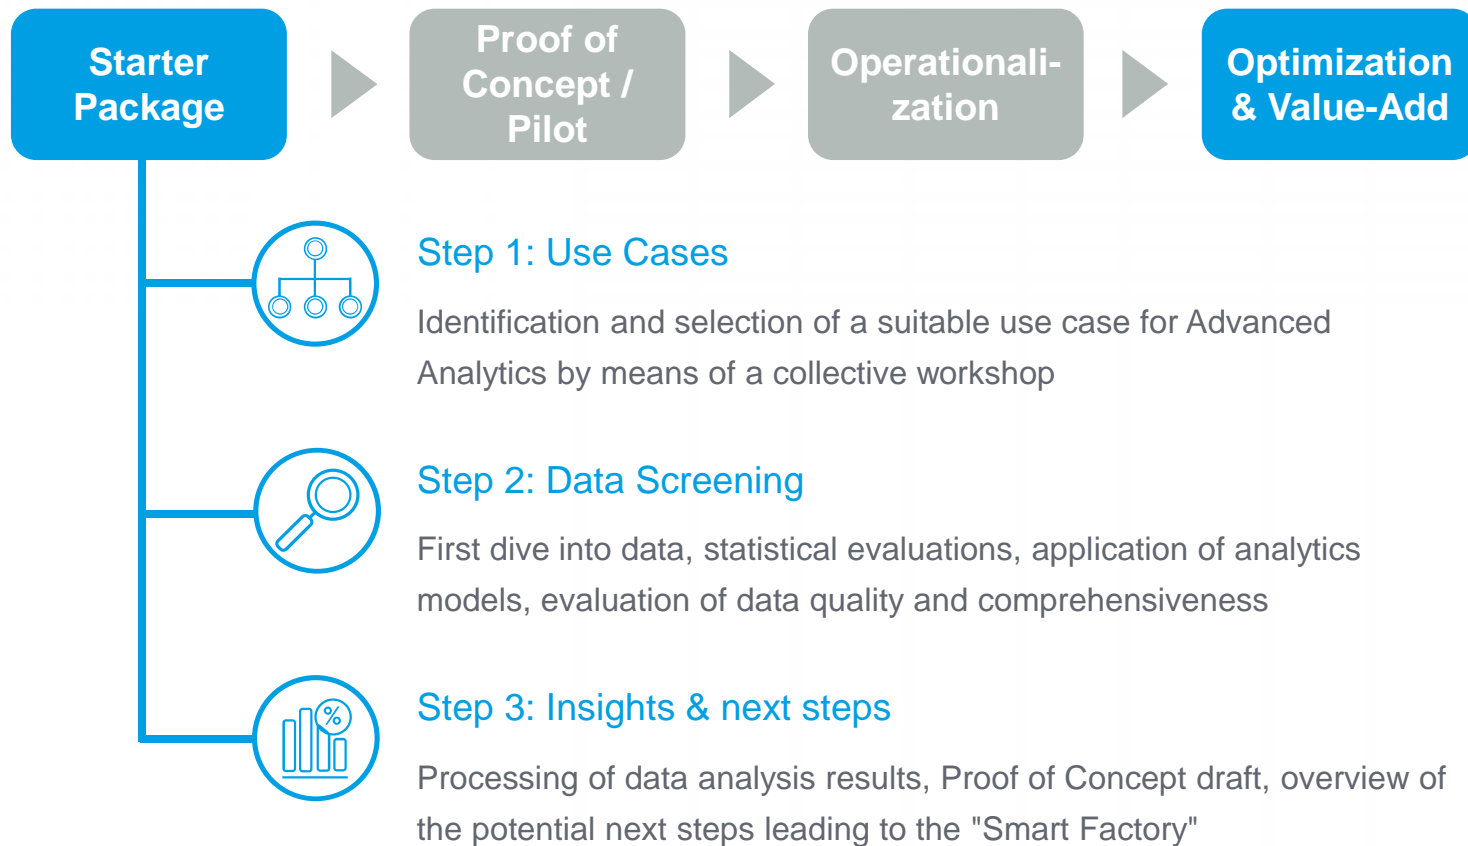 Starter
Package
Proof of
Concept /
Pilot
Operationali-
zation
Optimization
& Value-Add
Step 1: Use Cases
Identification and selection of a suitable use case for Advanced
Analytics by means of a collective workshop
Step 2: Data Screening
First dive into data, statistical evaluations, application of analytics
models, evaluation of data quality and comprehensiveness
%
Step 3: Insights & next steps
Processing of data analysis results, Proof of Concept draft, overview of
the potential next steps leading to the "Smart Factory"